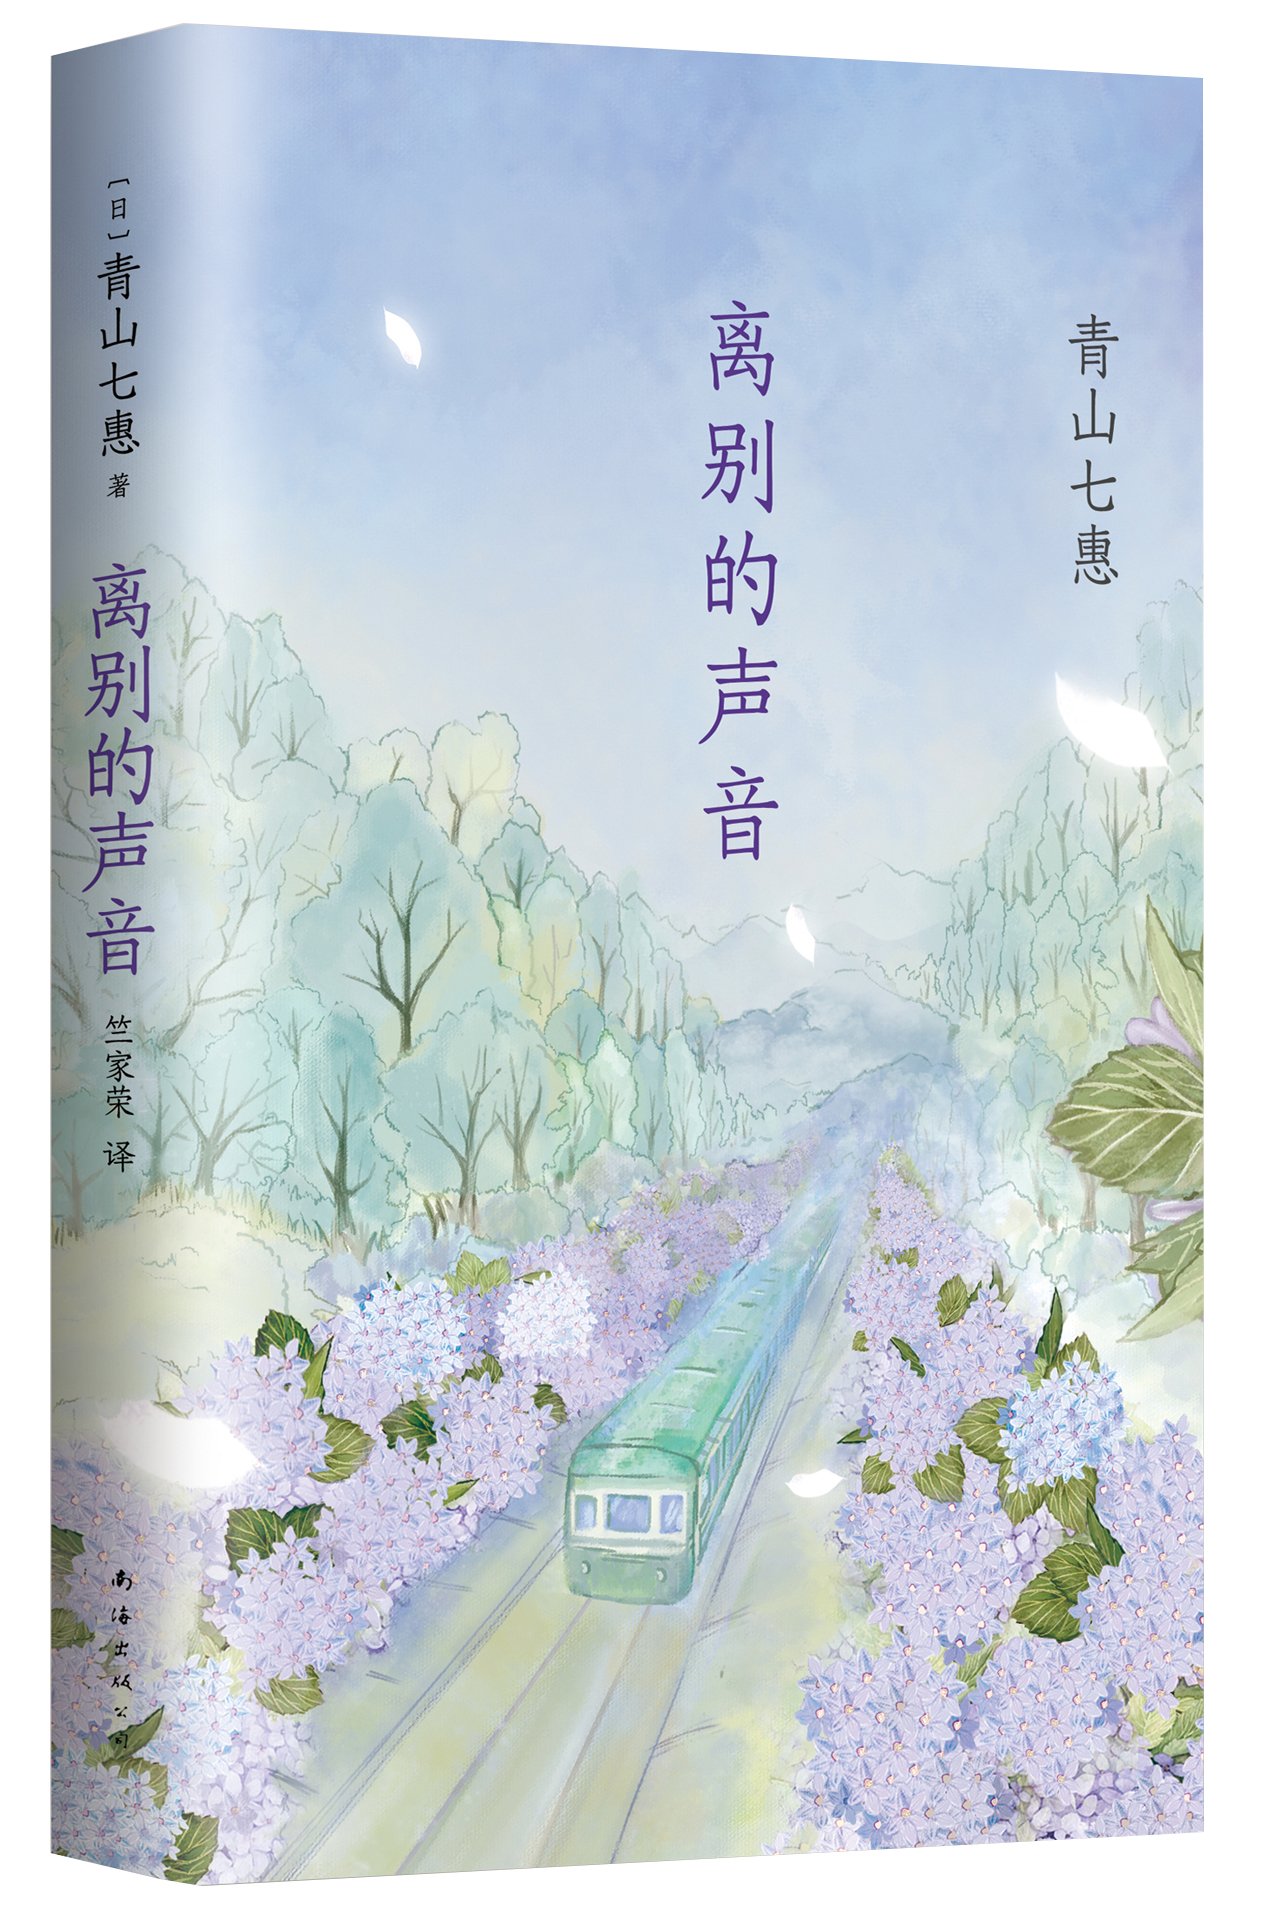 〔日〕青山七惠 著
离别的声音
竺家荣 译
南海出版公司
青山七惠
离别的声音